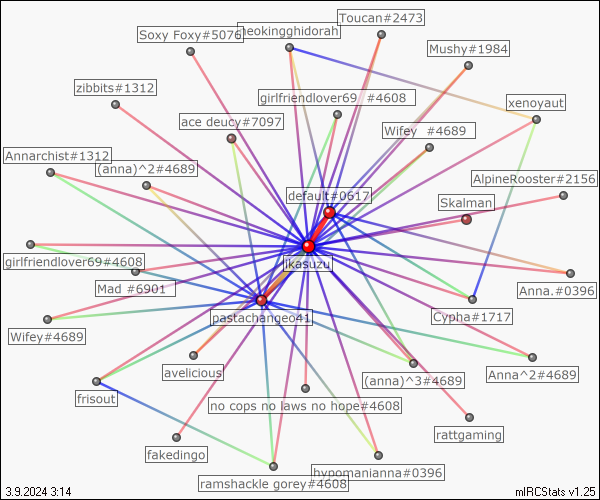 Toucan#2473
Soxy Foxy#5076
neokingghidorah
Mushy#1984
zibbits#1312
girlfriendlover69 #4608
xenoyaut
ace deucy#7097
Wifey #4689
Annarchist#1312
(anna)^2#4689
AlpineRooster#2156
default#0617
Skalman
likasuzu
girlfriendlover69#4608
Mad #6901
Anna.#0396
pastachangeo41
Cypha#1717
Wifey#4689
avelicious
(anna)^3#4689
Anna^2#4689
frisout
no cops no laws no hope#4608
rattgaming
fakedingo
hypomanianna#0396
ramshackle gorey#4608
3.9.2024 3:14
mIRCStats v1.25